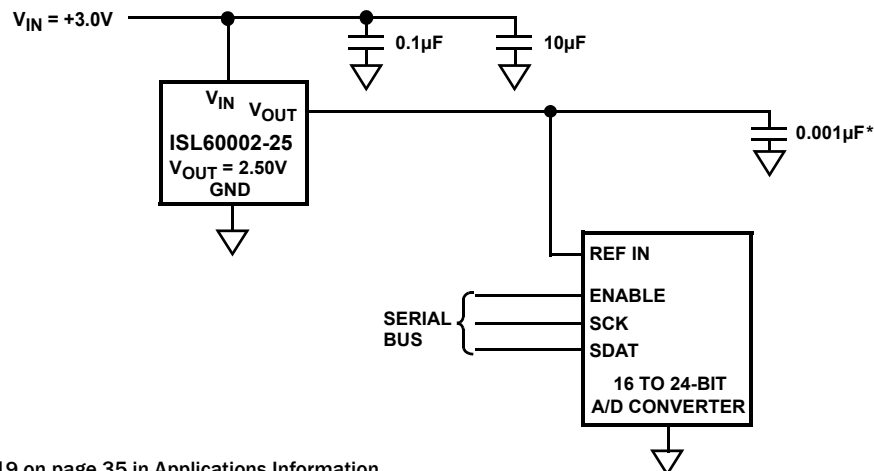 VIN = +3.0V
0.1µF
10µF
VIN
VOUT
ISL60002-25
VOUT = 2.50V
GND
0.001µF*
REF IN
ENABLE
SERIAL
BUS
SCK
SDAT
16 TO 24-BIT
A/D CONVERTER
19 on page 35 in Applications Information